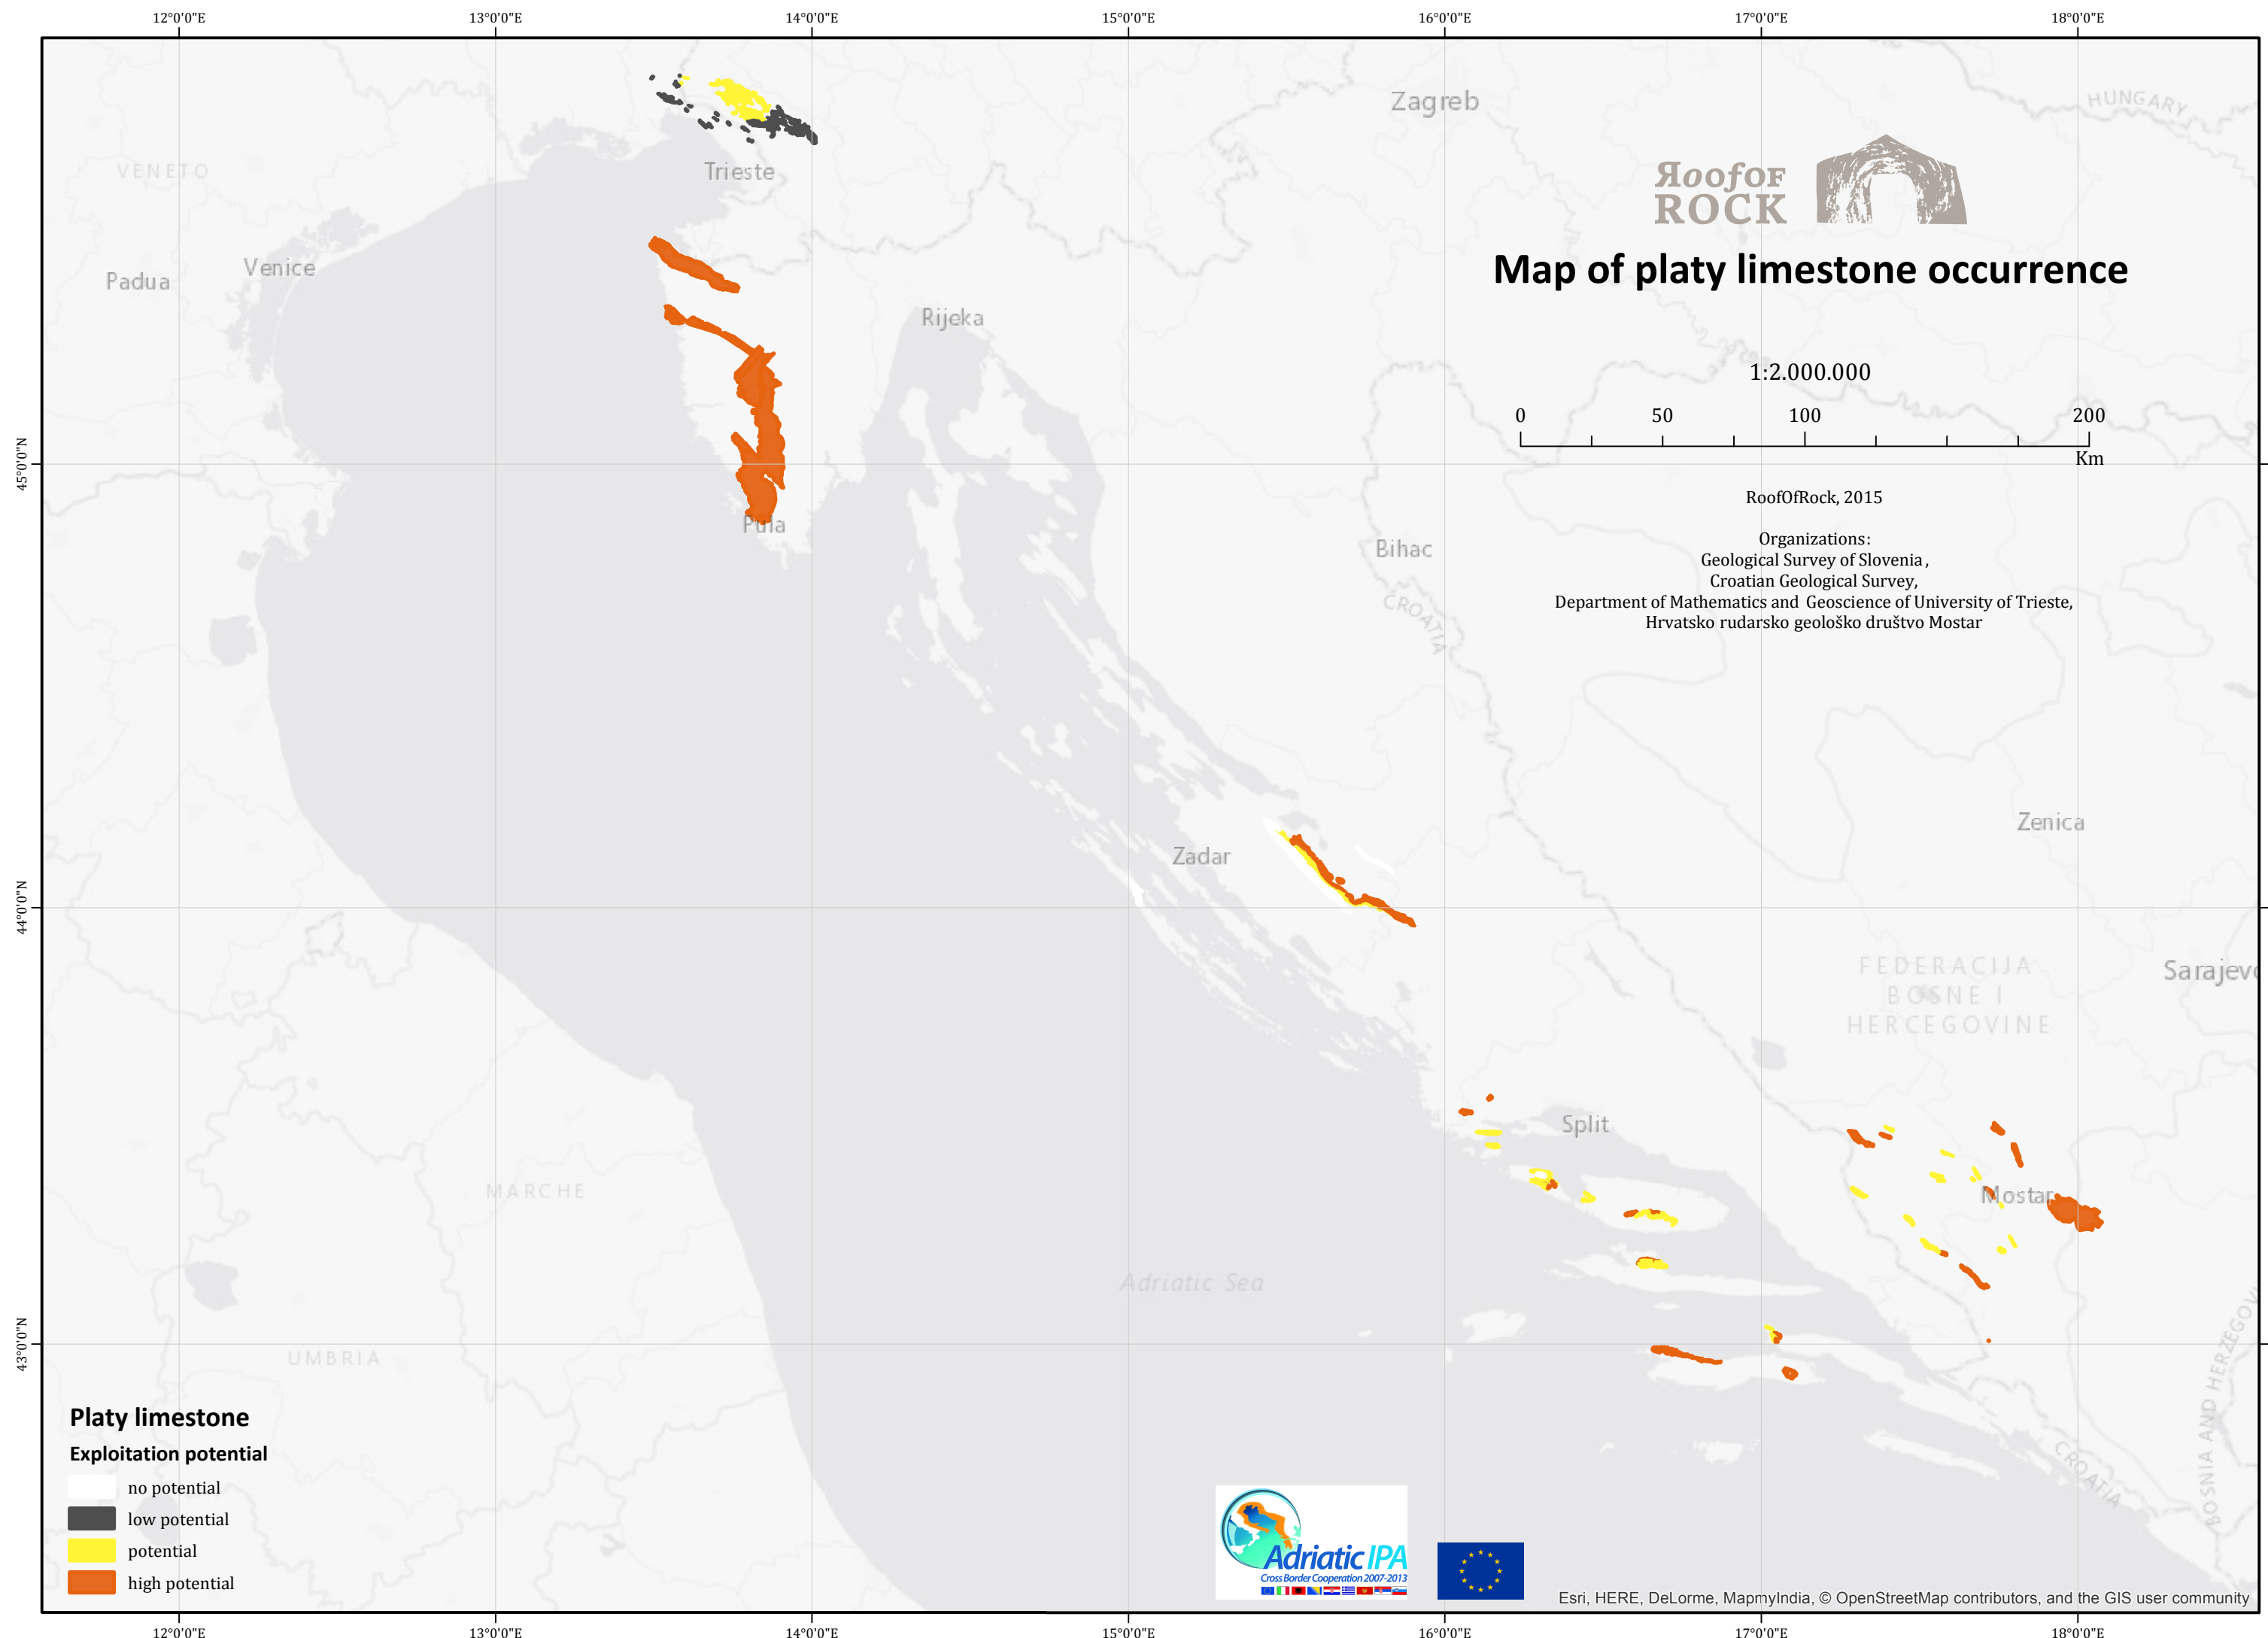 12°0'0"E
13°0'0"E
14°0'0"E
15°0'0"E
16°0'0"E
17°0'0"E
18°0'0"E
Zagreb
HUNGARY
VENETO
Trieste
RoofOF
ROCK
Map of platy limestone occurrence
Padua
Venice
Rijeka
1:2.000.000
0 50 100 200
Km
45°0'0"N
RoofOfRock, 2015
Pula
Bihac
Organizations:
Geological Survey of Slovenia,
Croatian Geological Survey,
Department of Mathematics and Geoscience of University of Trieste,
Hrvatsko rudarsko geološko društvo Mostar
CROATIA
Zenica
Zadar
44°0'0"N
FEDERACIJA
BOSNE I
HERCEGOVINE
Sarajevo
Split
MARCHE
Mostar
Adriatic Sea
43°0'0"N
UMBRIA
BOSNIA AND HERZEGOVI
CROATIA
Platy limestone
Exploitation potential
no potential
low potential
potential
high potential
Adriatic IPA
Cross Border Cooperation 2007-2013
Esri, HERE, DeLorme, MapmyIndia, © OpenStreetMap contributors, and the GIS user community
12°0'0"E
13°0'0"E
14°0'0"E
15°0'0"E
16°0'0"E
17°0'0"E
18°0'0"E